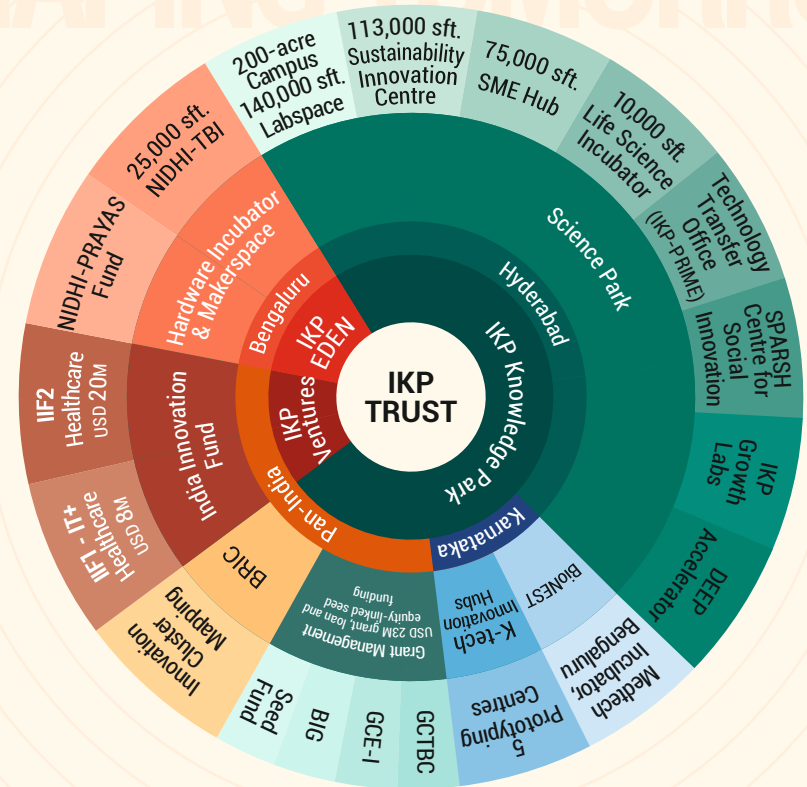 IKP
TRUST
IKP Knowledge Park
Hyderabad
Science Park
200-acre
Campus
140,000 sft.
Labspace
113,000 sft.
Sustainability
Innovation
Centre
75,000 sft.
SME Hub
10,000 sft.
Life Science
Incubator
Technology
Transfer
Office
(IKP-PRIME)
SPARSH
Centre for
Social
Innovation
IKP
Growth
Labs
DEEP
Accelerator
Karnataka
BioNEST
Medtech
Incubator,
Bengaluru
K-tech
Innovation
Hubs
5
Prototyping
Centres
Pan-India
Grant Management
USD 23M grant, loan and
equity-linked seed
funding
GCTBC
GCE-I
BIG
Seed
Fund
BRIC
Innovation
Cluster
Mapping
IKP
Ventures
India Innovation
Fund
IIF1 - IT+
Healthcare
USD 8M
IIF2
Healthcare
USD 20M
IKP
EDEN
Bengaluru
Hardware Incubator
& Makerspace
NIDHI-PRAYAS
Fund
25,000 sft.
NIDHI-TBI